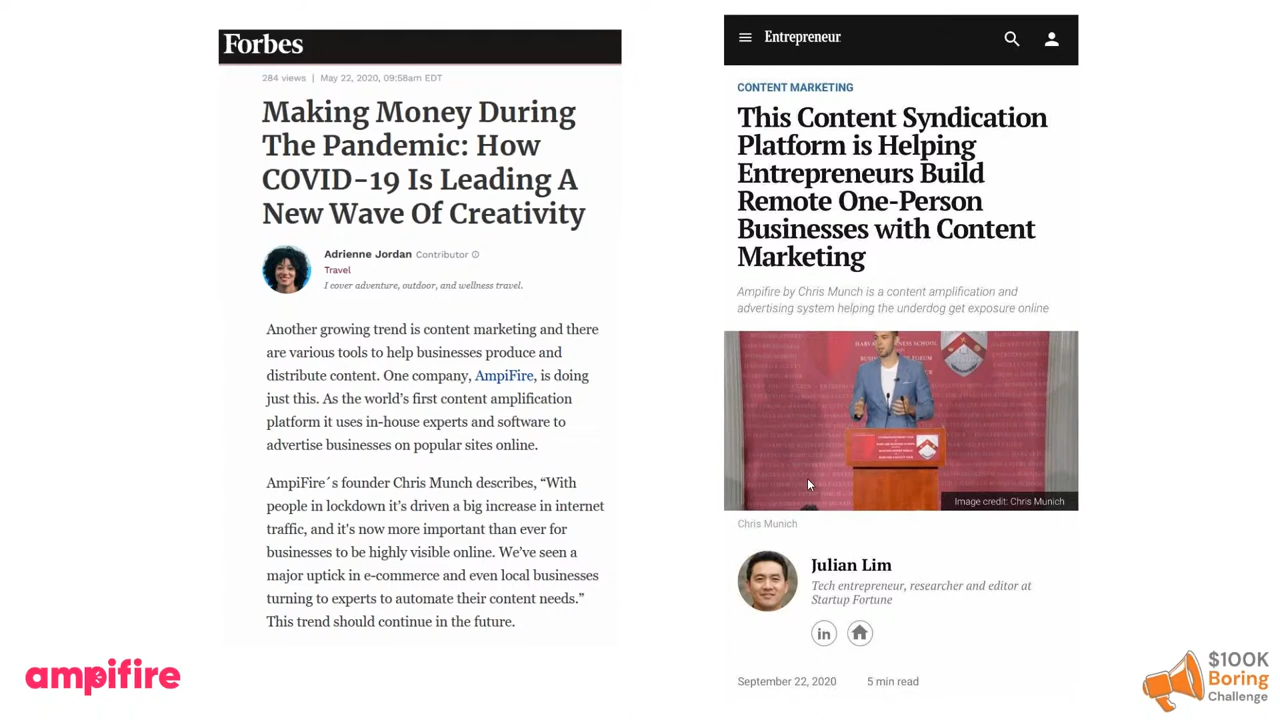 Forbes
284 views | May 22, 2020, 09:58am EDT
Making Money During
The Pandemic: How
COVID-19 Is Leading A
New Wave Of Creativity
Adrienne Jordan Contributor
Travel
I cover adventure, outdoor, and wellness travel.
Another growing trend is content marketing and there
are various tools to help businesses produce and
distribute content. One company, AmpiFire, is doing
just this. As the world’s first content amplification
platform it uses in-house experts and software to
advertise businesses on popular sites online.
AmpiFire´s founder Chris Munch describes, “With
people in lockdown it’s driven a big increase in internet
traffic, and it's now more important than ever for
businesses to be highly visible online. We’ve seen a
major uptick in e-commerce and even local businesses
turning to experts to automate their content needs.”
This trend should continue in the future.
Entrepreneur
CONTENT MARKETING
This Content Syndication
Platform is Helping
Entrepreneurs Build
Remote One-Person
Businesses with Content
Marketing
Ampifire by Chris Munch is a content amplification and
advertising system helping the underdog get exposure online
Image credit: Chris Munich
Chris Munich
Julian Lim
Tech entrepreneur, researcher and editor at
Startup Fortune
in
September 22, 2020 5 min read
ampifire
$100K
Boring
Challenge